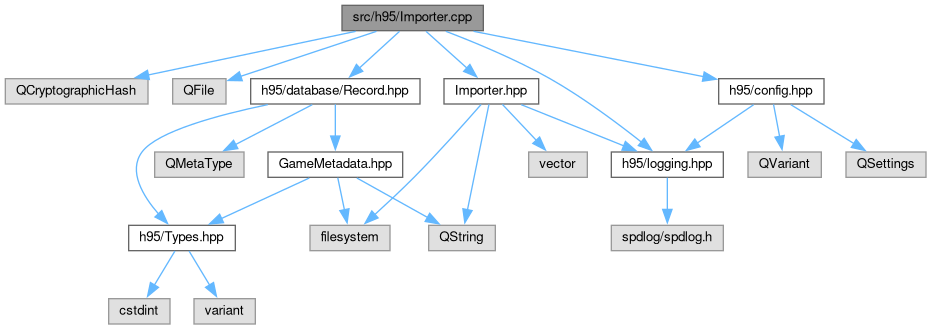 src/h95/Importer.cpp
QCryptographicHash
QFile
h95/database/Record.hpp
Importer.hpp
h95/config.hpp
QMetaType
GameMetadata.hpp
vector
h95/logging.hpp
QVariant
QSettings
h95/Types.hpp
filesystem
QString
spdlog/spdlog.h
cstdint
variant